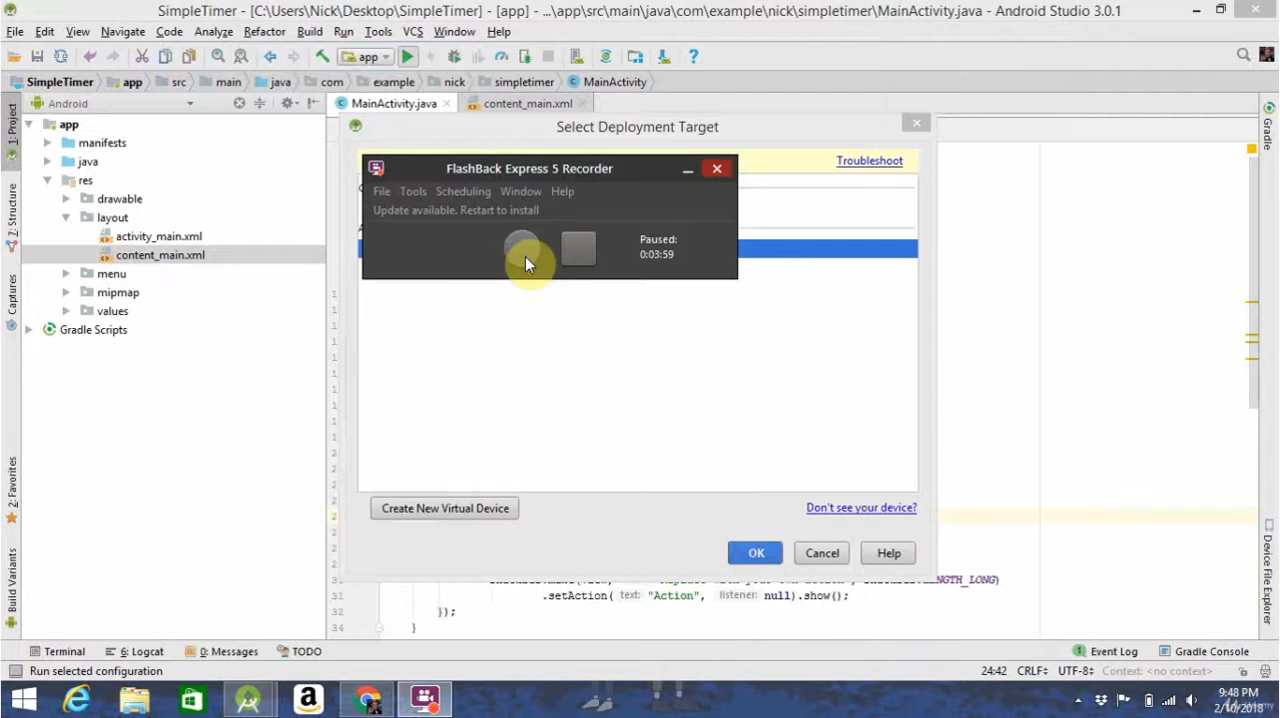 SimpleTimer - [C:\Users\Nick\Desktop\SimpleTimer] - [app] - ...\app\src\main\java\com\example\nick\simpletimer\MainActivity.java - Android Studio 3.0.1
File Edit View Navigate Code Analyze Refactor Build Run Tools VCS Window Help
app
SimpleTimer app src main java com example nick simpletimer MainActivity
Android MainActivity.java content_main.xml
1: Project
7: Structure
Captures
2: Favorites
Build Variants
Gradle
Device File Explorer
app
manifests
java
res
drawable
layout
activity_main.xml
content_main.xml
menu
mipmap
values
Gradle Scripts
Select Deployment Target
Troubleshoot
FlashBack Express 5 Recorder
File Tools Scheduling Window Help
Update available. Restart to install
Paused:
0:03:59
Create New Virtual Device Don't see your device?
OK Cancel Help
LENGTH_LONG)
31 .setAction( text: "Action", listener: null).show();
32 });
34 }
Terminal 6: Logcat 0: Messages TODO Event Log Gradle Console
Run selected configuration 24:42 CRLF÷ UTF-8÷ Context: <no context>
9:48 PM
2/10/2018